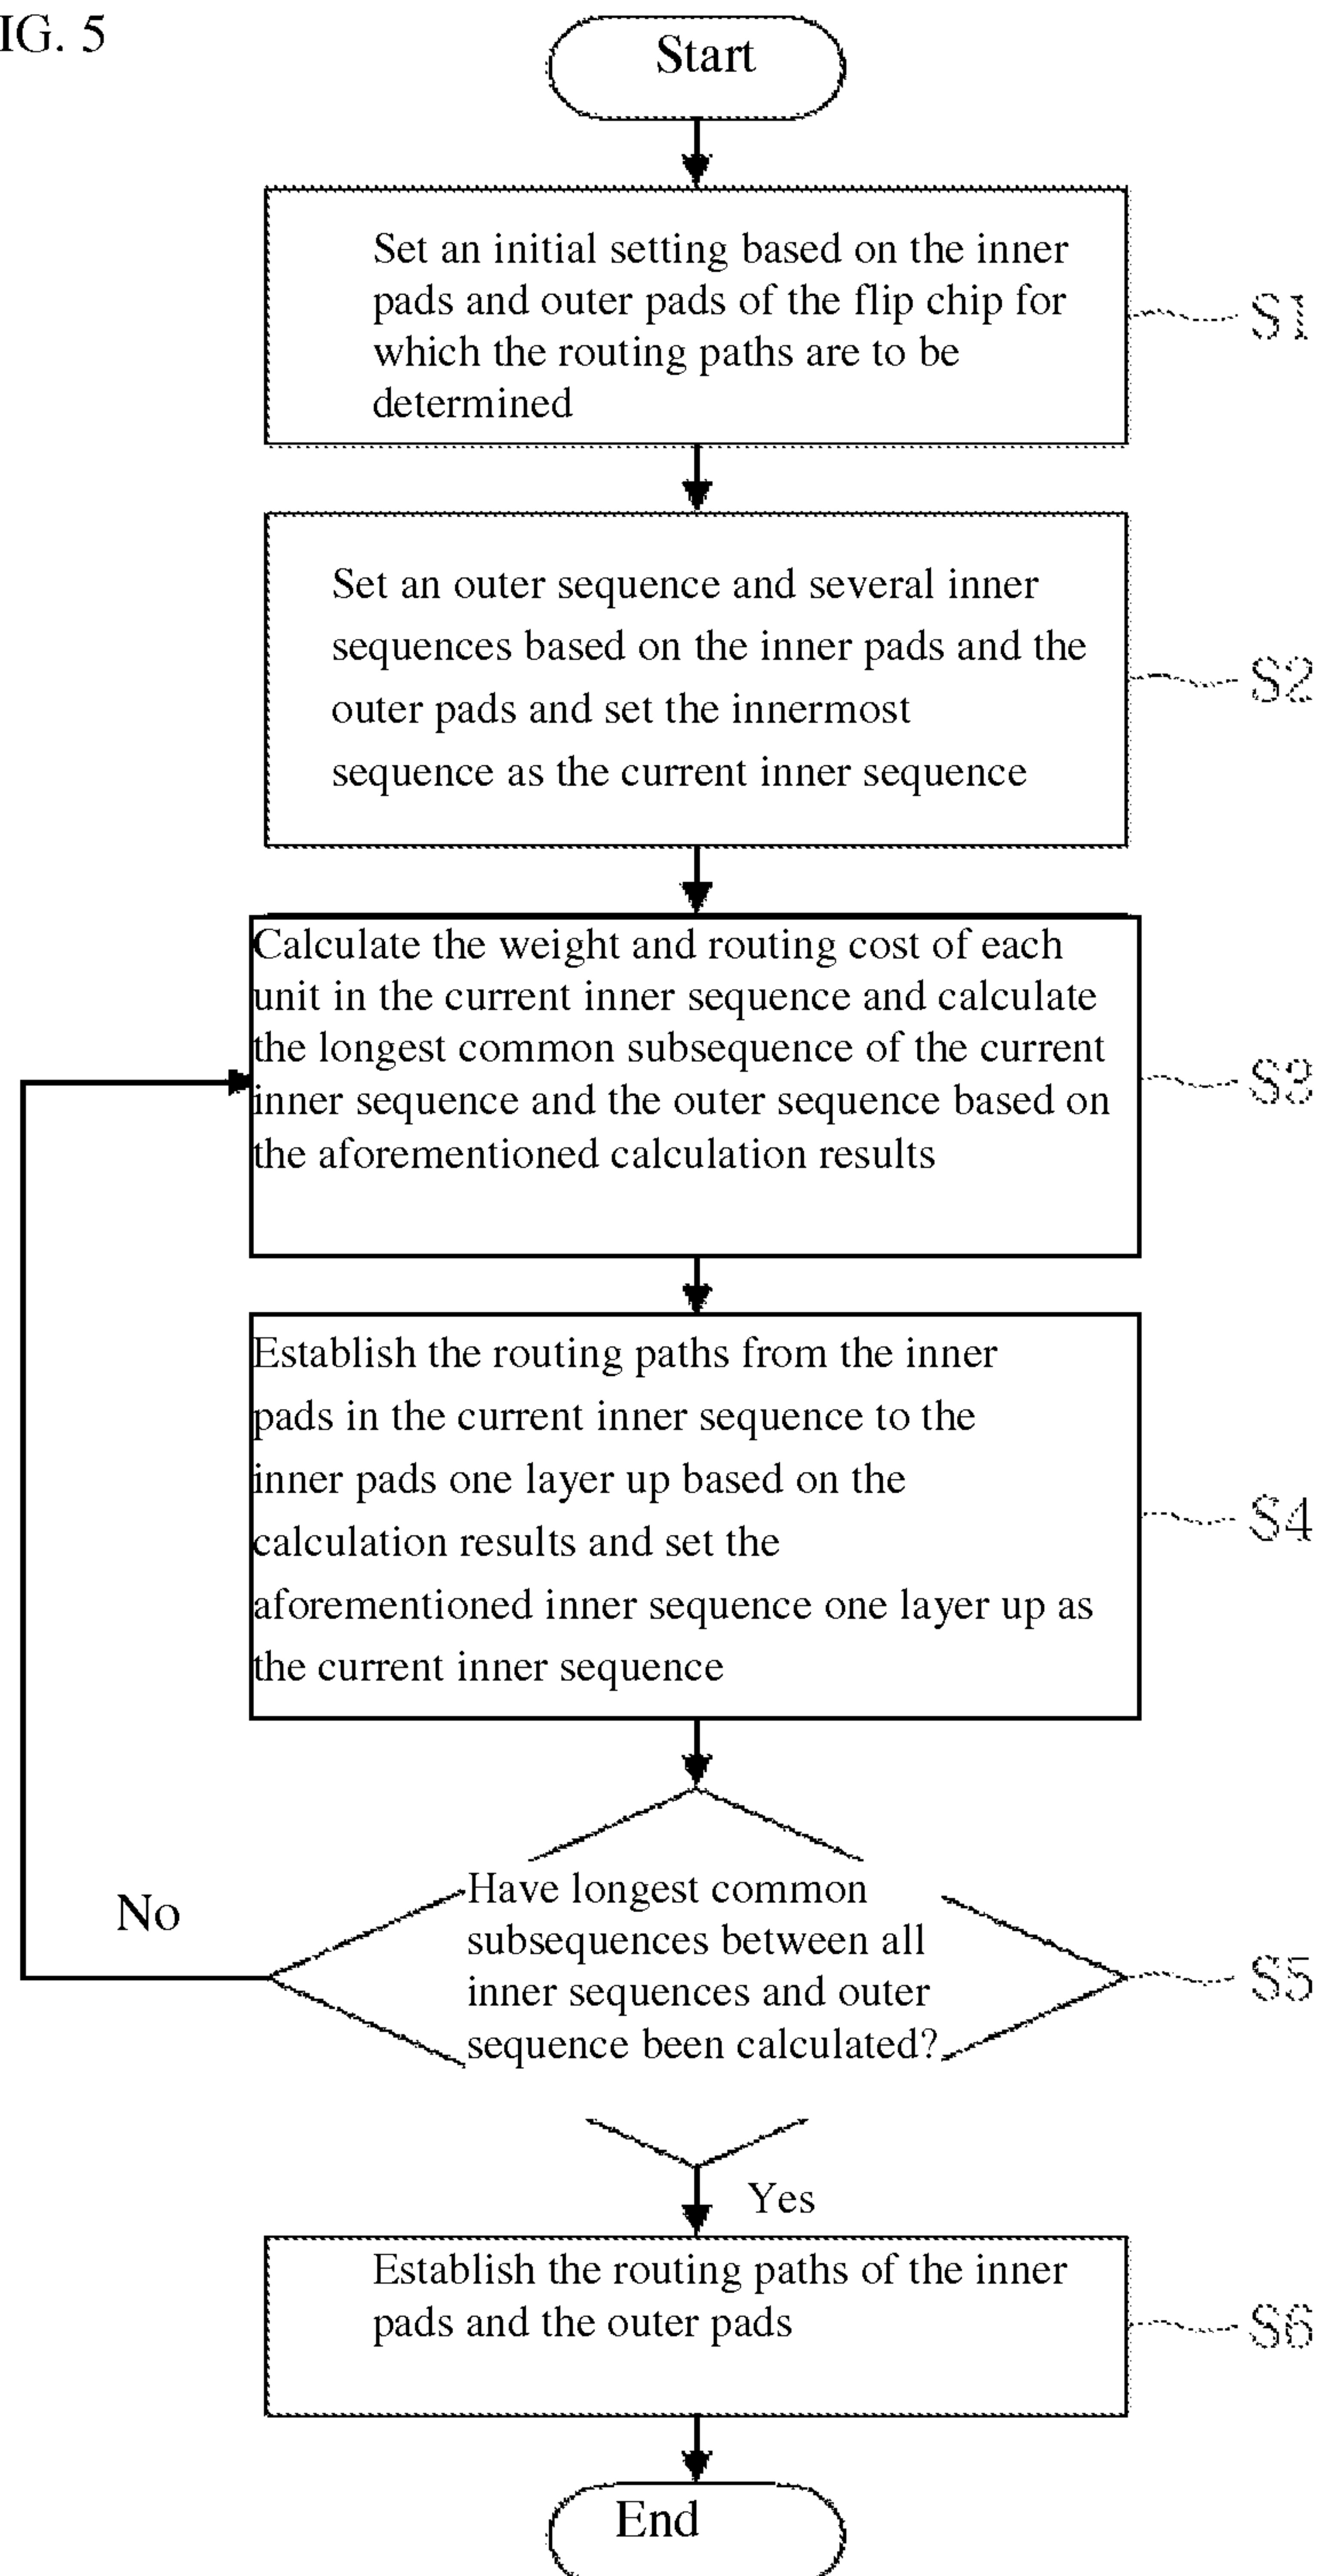 IG. 5
Start
Set an initial setting based on the inner
pads and outer pads of the flip chip for
which the routing paths are to be
determined
S1
Set an outer sequence and several inner
sequences based on the inner pads and the
outer pads and set the innermost
sequence as the current inner sequence
S2
Calculate the weight and routing cost of each
unit in the current inner sequence and calculate
the longest common subsequence of the current
inner sequence and the outer sequence based on
the aforementioned calculation results
S3
Establish the routing paths from the inner
pads in the current inner sequence to the
inner pads one layer up based on the
calculation results and set the
aforementioned inner sequence one layer up as
the current inner sequence
S4
Have longest common
subsequences between all
inner sequences and outer
sequence been calculated?
No
S5
Yes
Establish the routing paths of the inner
pads and the outer pads
S6
End